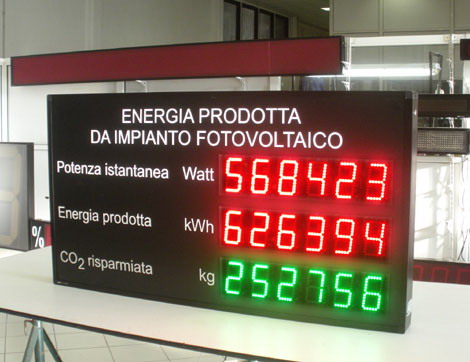 ENERGIA PRODOTTA
DA IMPIANTO FOTOVOLTAICO
Potenza istantanea Watt 568423
Energia prodotta kWh 626394
CO2 risparmiata kg 252756
%